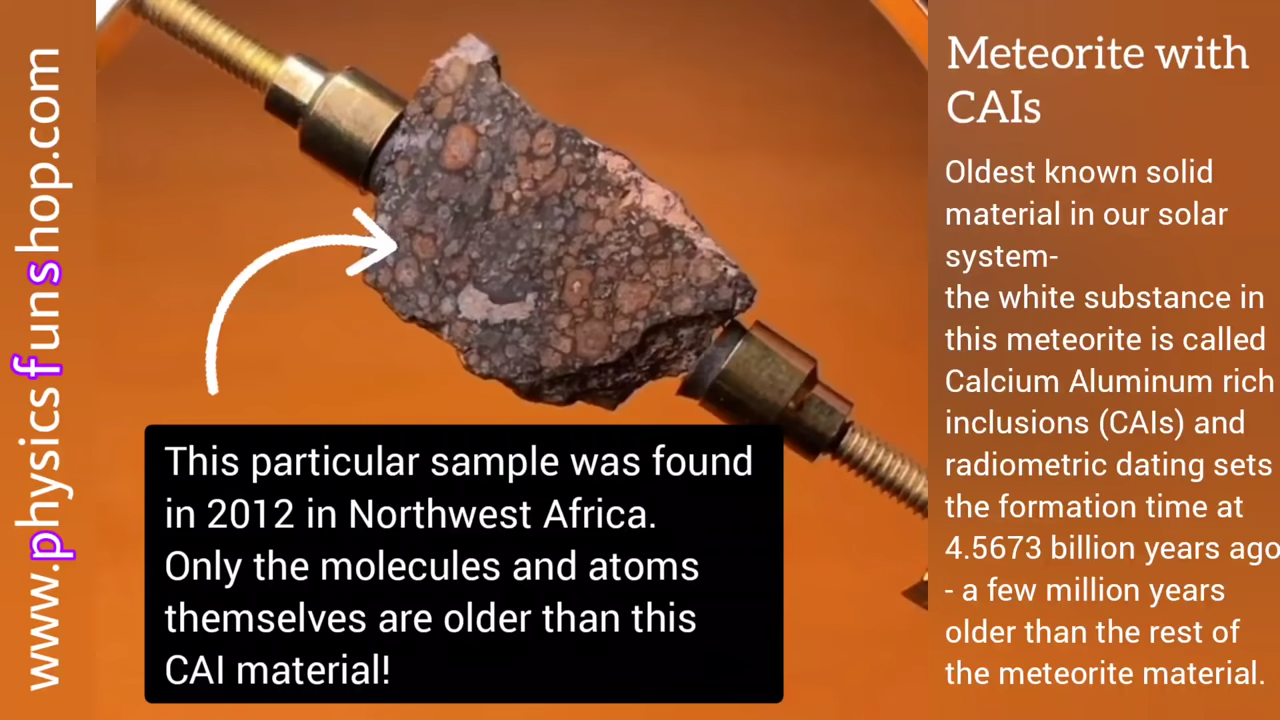 www.physicsfunshop.com
Meteorite with
CAIs
Oldest known solid
material in our solar
system-
the white substance in
this meteorite is called
Calcium Aluminum rich
inclusions (CAIs) and
radiometric dating sets
the formation time at
4.5673 billion years ago
- a few million years
older than the rest of
the meteorite material.
This particular sample was found
in 2012 in Northwest Africa.
Only the molecules and atoms
themselves are older than this
CAI material!